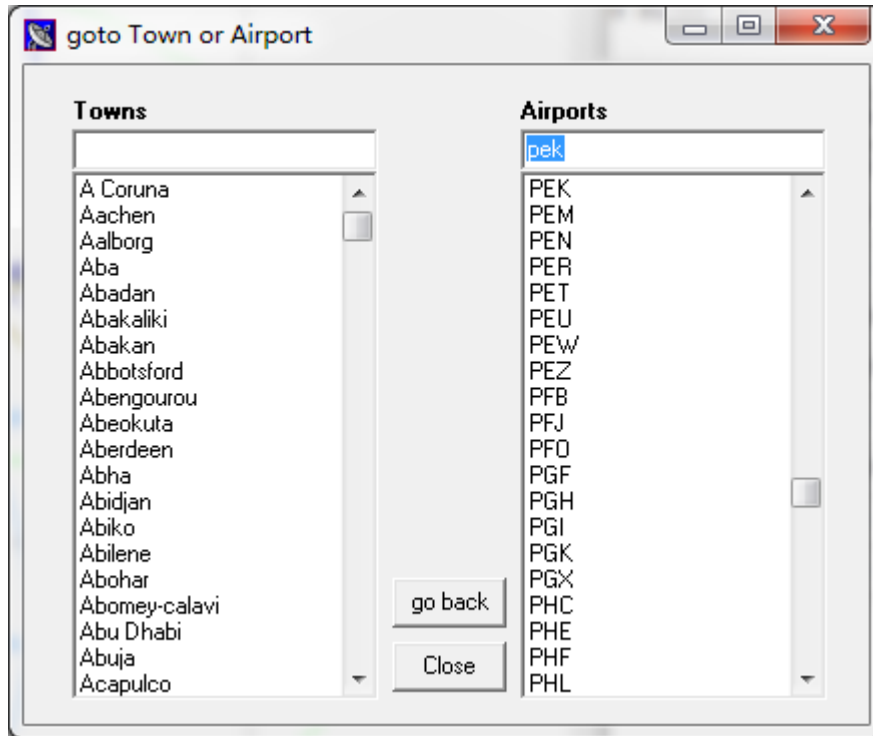 goto Town or Airport
Towns
A Coruna
Aachen
Aalborg
Aba
Abadan
Abakaliki
Abakan
Abbotsford
Abengourou
Abeokuta
Aberdeen
Abha
Abidjan
Abiko
Abilene
Abohar
Abomey-calavi
Abu Dhabi
Abuja
Acapulco
go back
Close
Airports
pek
PEK
PEM
PEN
PER
PET
PEU
PEW
PEZ
PFB
PFJ
PFO
PGF
PGH
PGI
PGK
PGX
PHC
PHE
PHF
PHL